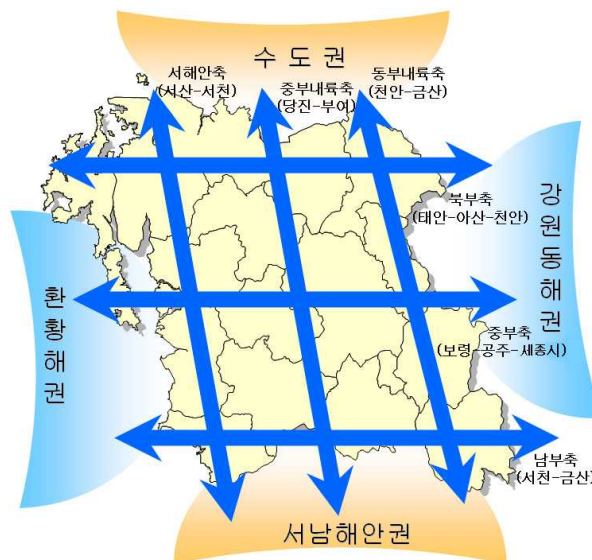 수도권
서해안축
(서산-서천)
중부내륙축
(당진-부여)
동부내륙축
(천안-금산)
북부축
(태안-아산-천안)
강원동해권
환황해권
중부축
(보령-공주-세종시)
남부축
(서천-금산)
서남해안권